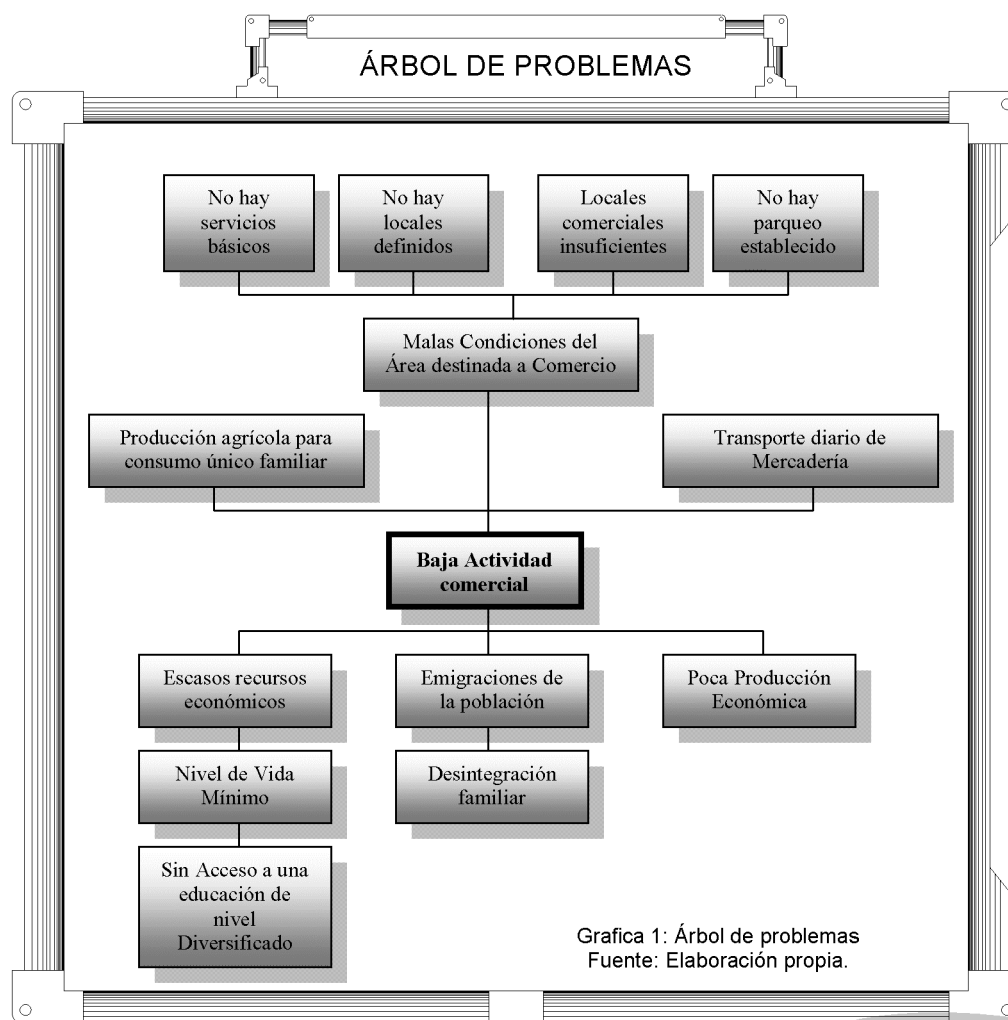 ÁRBOL DE PROBLEMAS
No hay
servicios
básicos
No hay
locales
definidos
Locales
comerciales
insuficientes
No hay
parqueo
establecido
Malas Condiciones del
Área destinada a Comercio
Producción agrícola para
consumo único familiar
Transporte diario de
Mercadería
Baja Actividad
comercial
Escasos recursos
económicos
Emigraciones de
la población
Poca Producción
Económica
Nivel de Vida
Mínimo
Desintegración
familiar
Sin Acceso a una
educación de
nivel
Diversificado
Grafica 1: Árbol de problemas
Fuente: Elaboración propia.